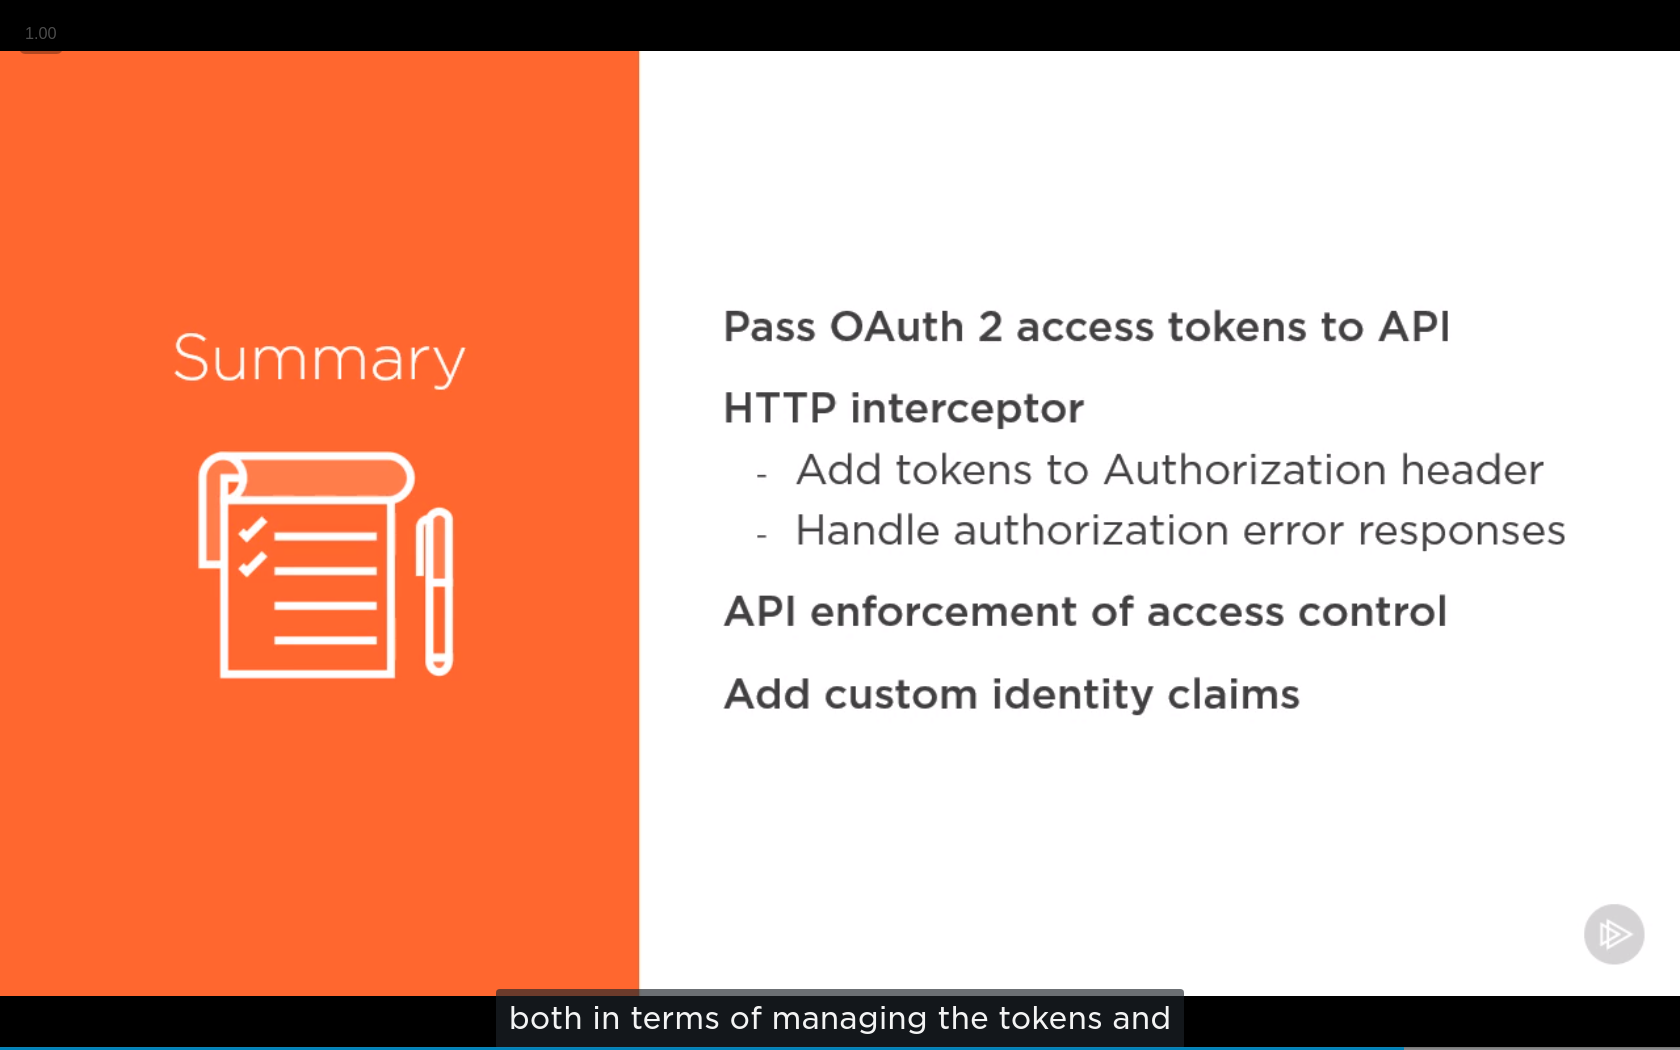 1.00
Summary
Pass OAuth 2 access tokens to API
HTTP interceptor
- Add tokens to Authorization header
- Handle authorization error responses
API enforcement of access control
Add custom identity claims
both in terms of managing the tokens and